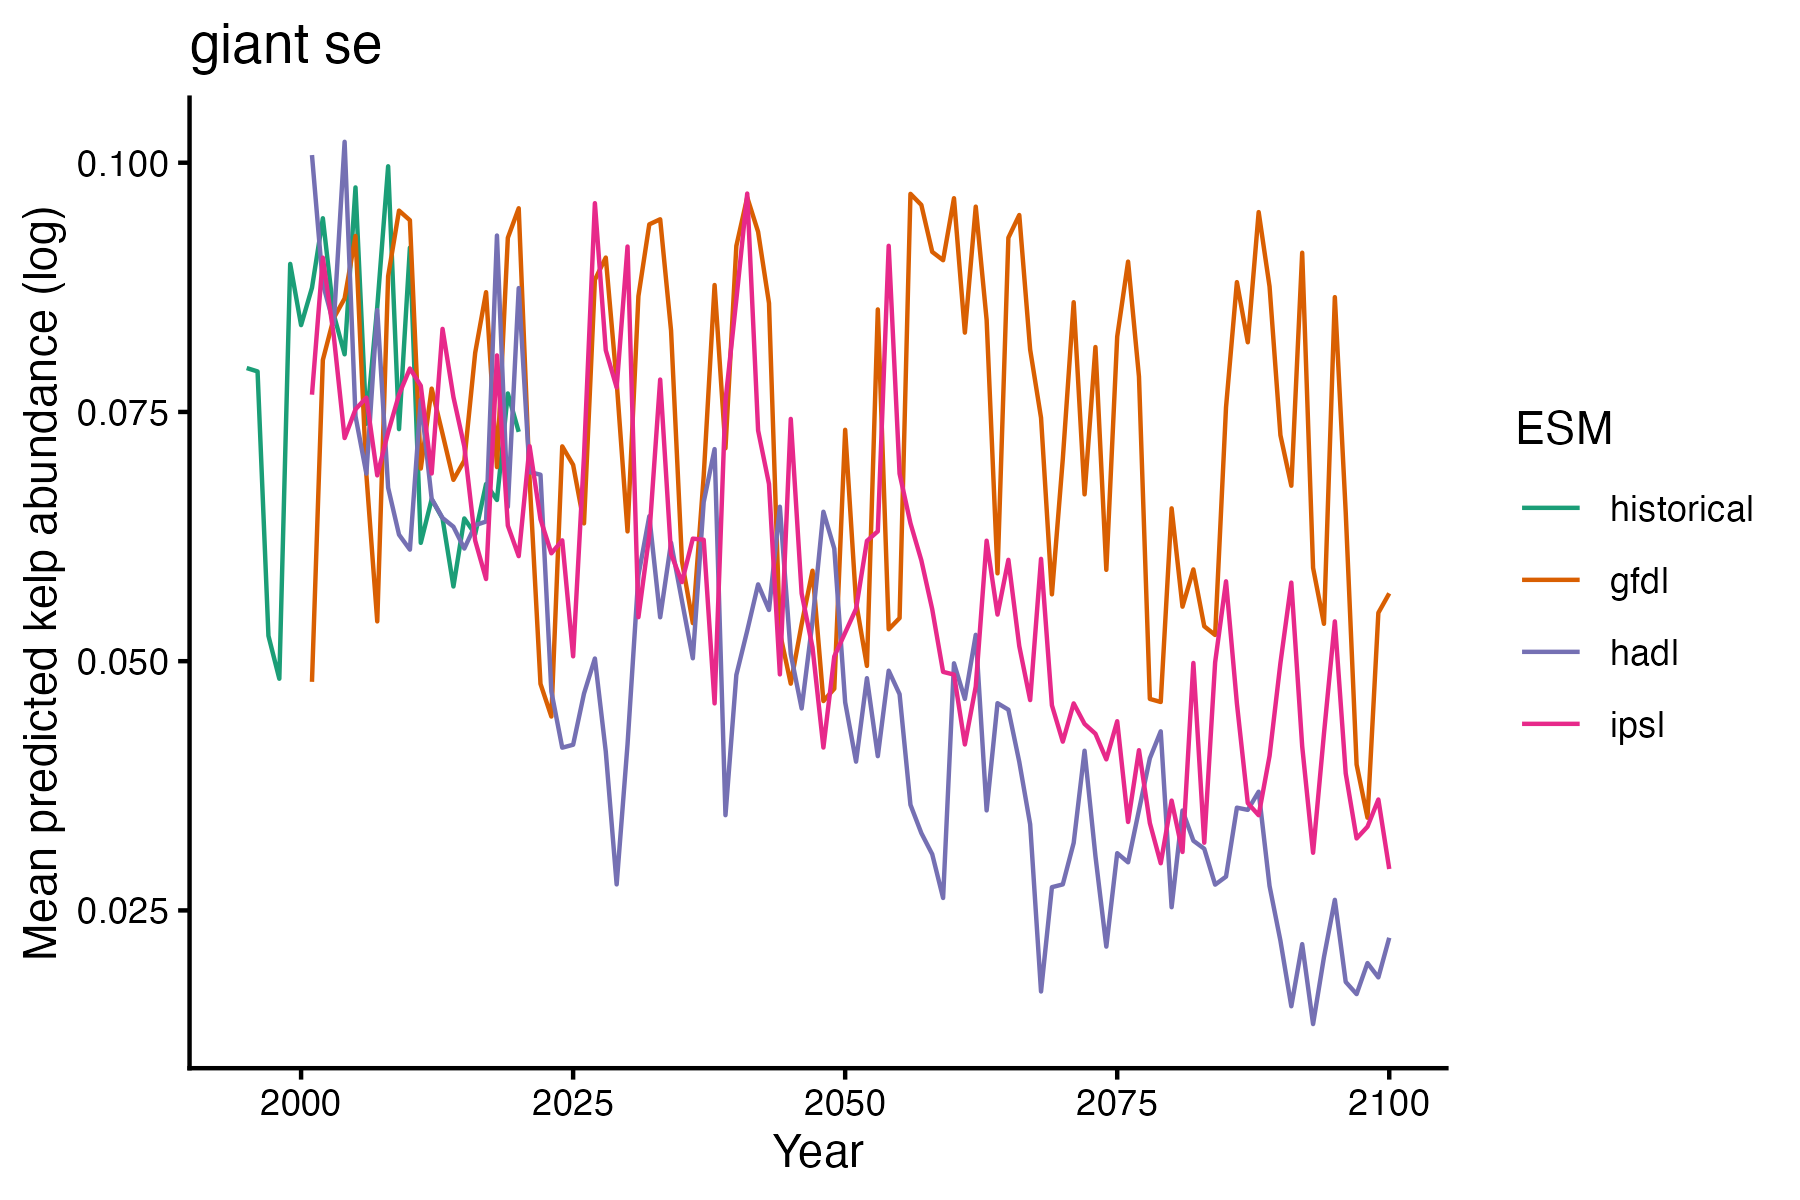 giant se
Mean predicted kelp abundance (log)
0.100
0.075
0.050
0.025
2000 2025 2050 2075 2100
Year
ESM
historical
gfdl
hadl
ipsl